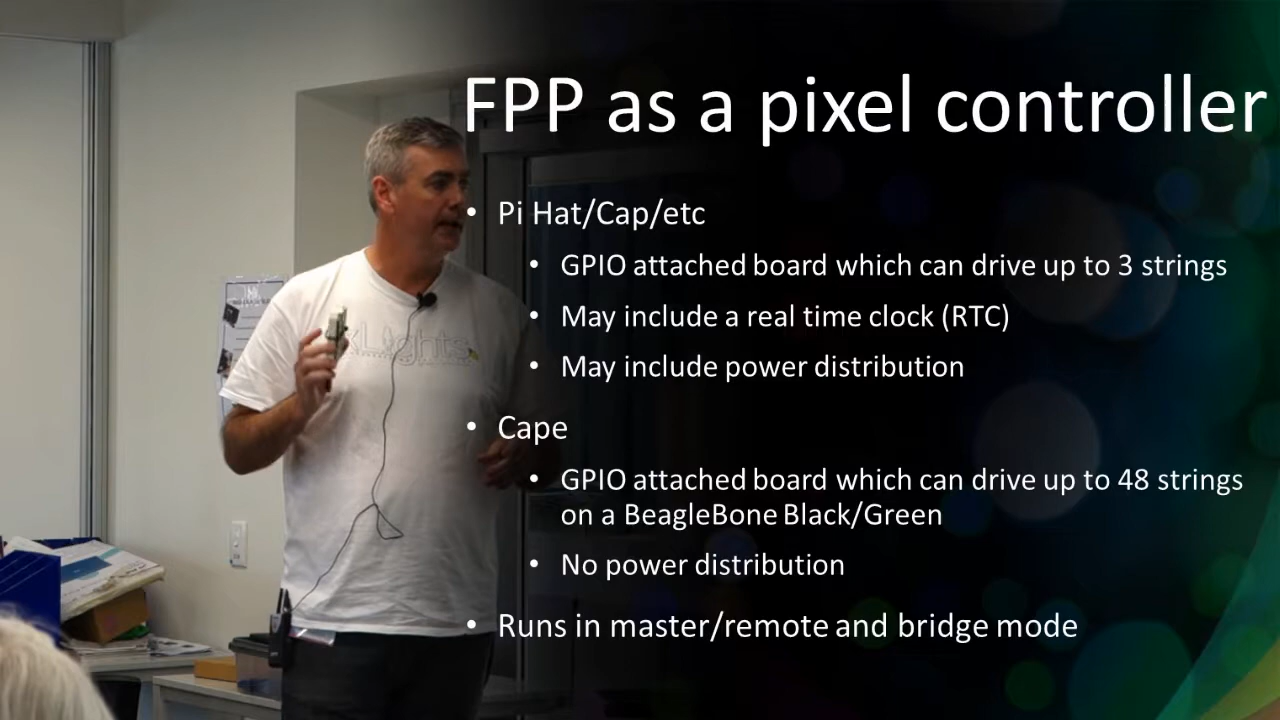 FPP as a pixel controller
• Pi Hat/Cap/etc
• GPIO attached board which can drive up to 3 strings
• May include a real time clock (RTC)
• May include power distribution
• Cape
• GPIO attached board which can drive up to 48 strings
on a BeagleBone Black/Green
• No power distribution
• Runs in master/remote and bridge mode
xLights